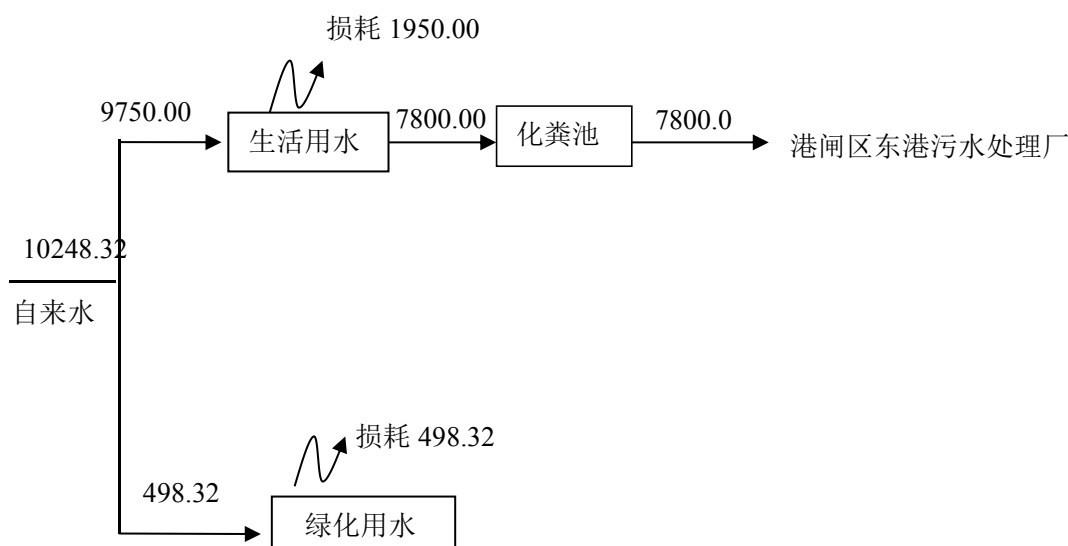 损耗 1950.00
9750.00
生活用水
7800.00
化粪池
7800.0
港闸区东港污水处理厂
10248.32
自来水
损耗 498.32
498.32
绿化用水